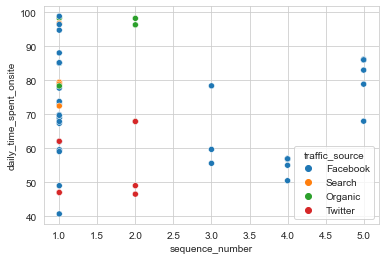 100
90
80
70
60
50
40
daily_time_spent_onsite
1.0 1.5 2.0 2.5 3.0 3.5 4.0 4.5 5.0
sequence_number
traffic_source
Facebook
Search
Organic
Twitter